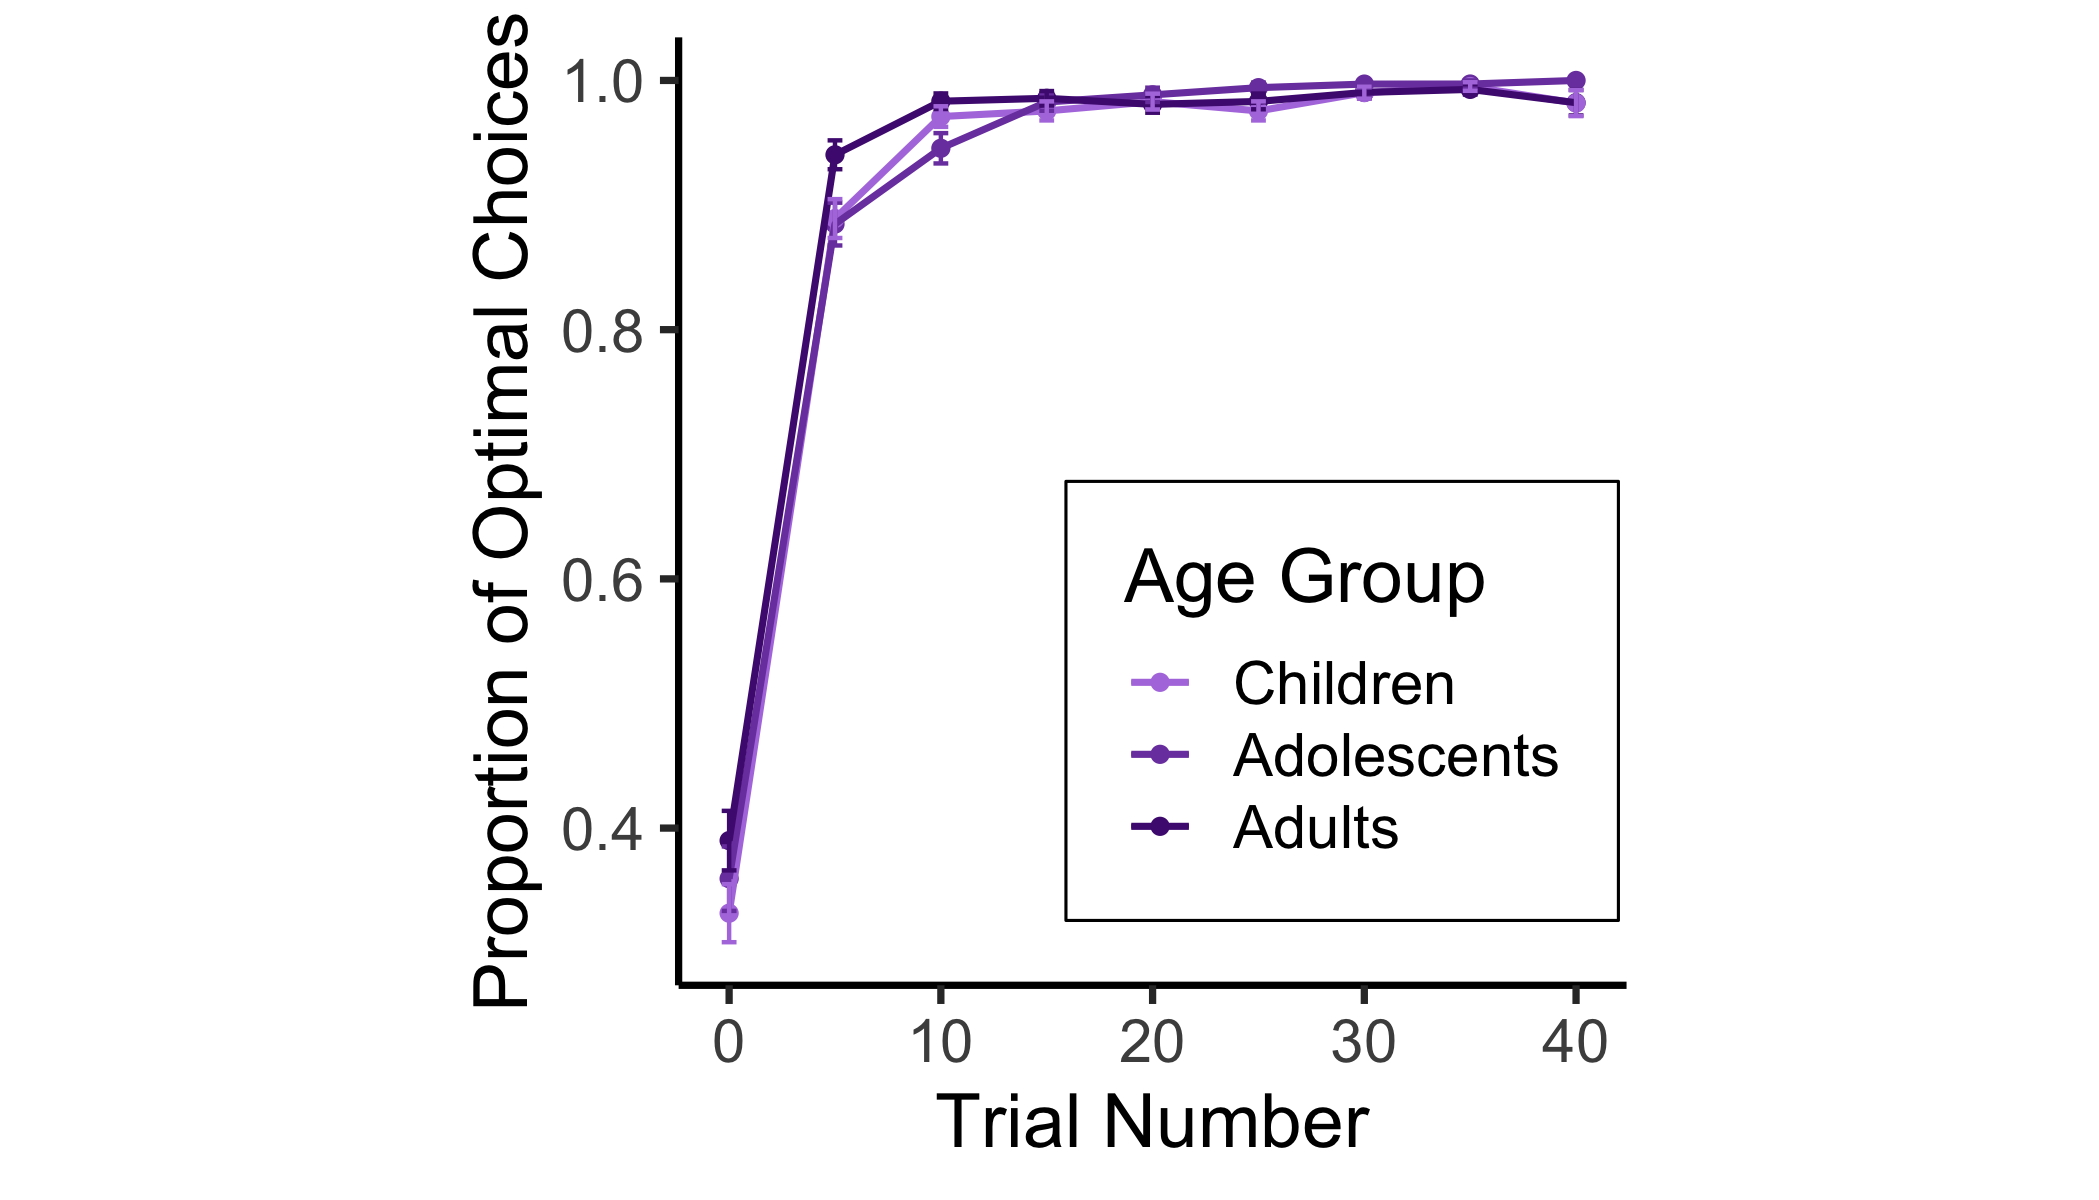 Proportion of Optimal Choices
1.0
0.8
0.6
0.4
0 10 20 30 40
Trial Number
Age Group
Children
Adolescents
Adults